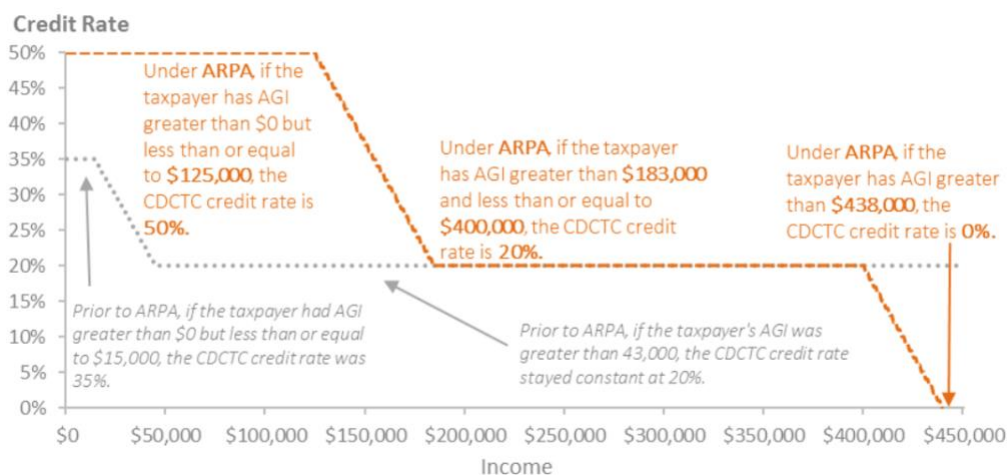 Credit Rate
50%
45%
40%
35%
30%
25%
20%
15%
10%
5%
0%
Under ARPA, if the
taxpayer has AGI
greater than $0 but
less than or equal
to $125,000, the
CDCTC credit rate is
50%.
Under ARPA, if the taxpayer
has AGI greater than $183,000
and less than or equal to
$400,000, the CDCTC credit
rate is 20%.
Under ARPA, if the
taxpayer has AGI greater
than $438,000, the
CDCTC credit rate is 0%.
Prior to ARPA, if the taxpayer had AGI
greater than $0 but less than or equal
to $15,000, the CDCTC credit rate was
35%.
Prior to ARPA, if the taxpayer's AGI was
greater than 43,000, the CDCTC credit rate
stayed constant at 20%.
$0 $50,000 $100,000 $150,000 $200,000 $250,000 $300,000 $350,000 $400,000 $450,000
Income